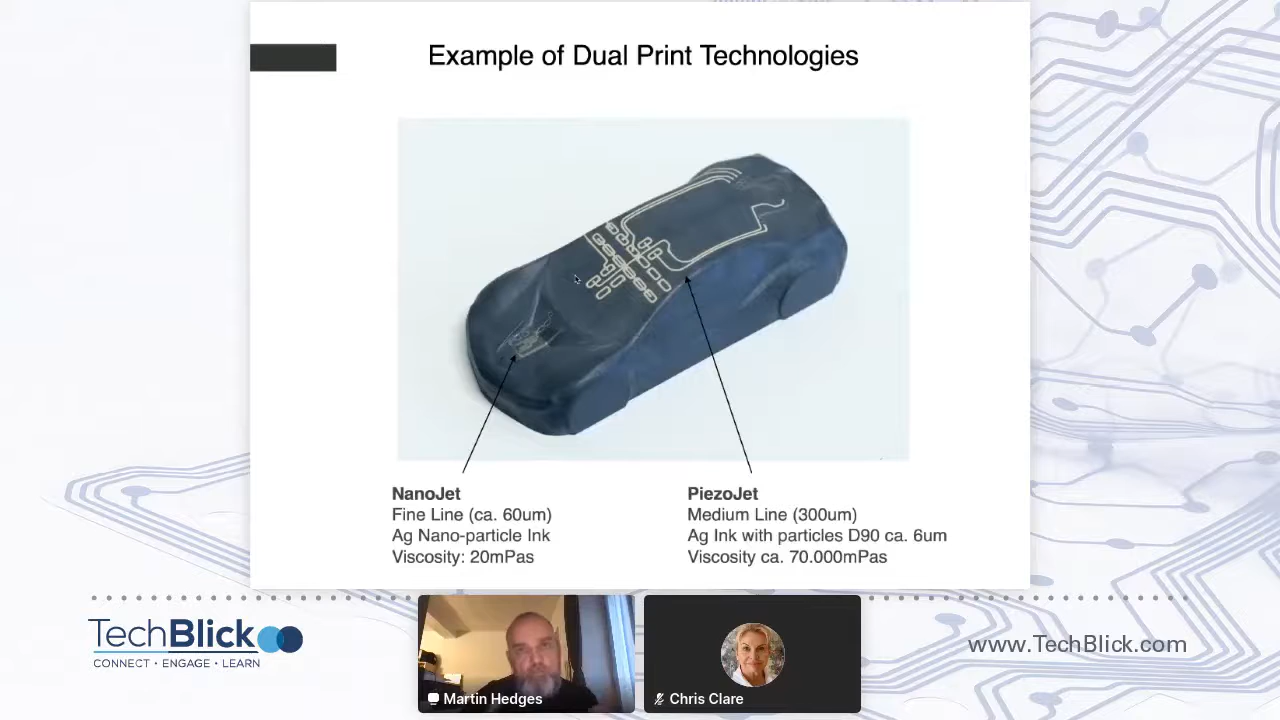 Example of Dual Print Technologies
NanoJet
Fine Line (ca. 60um)
Ag Nano-particle Ink
Viscosity: 20mPas
PiezoJet
Medium Line (300um)
Ag Ink with particles D90 ca. 6um
Viscosity ca. 70.000mPas
TechBlick
CONNECT · ENGAGE · LEARN
Martin Hedges
Chris Clare
www.TechBlick.com